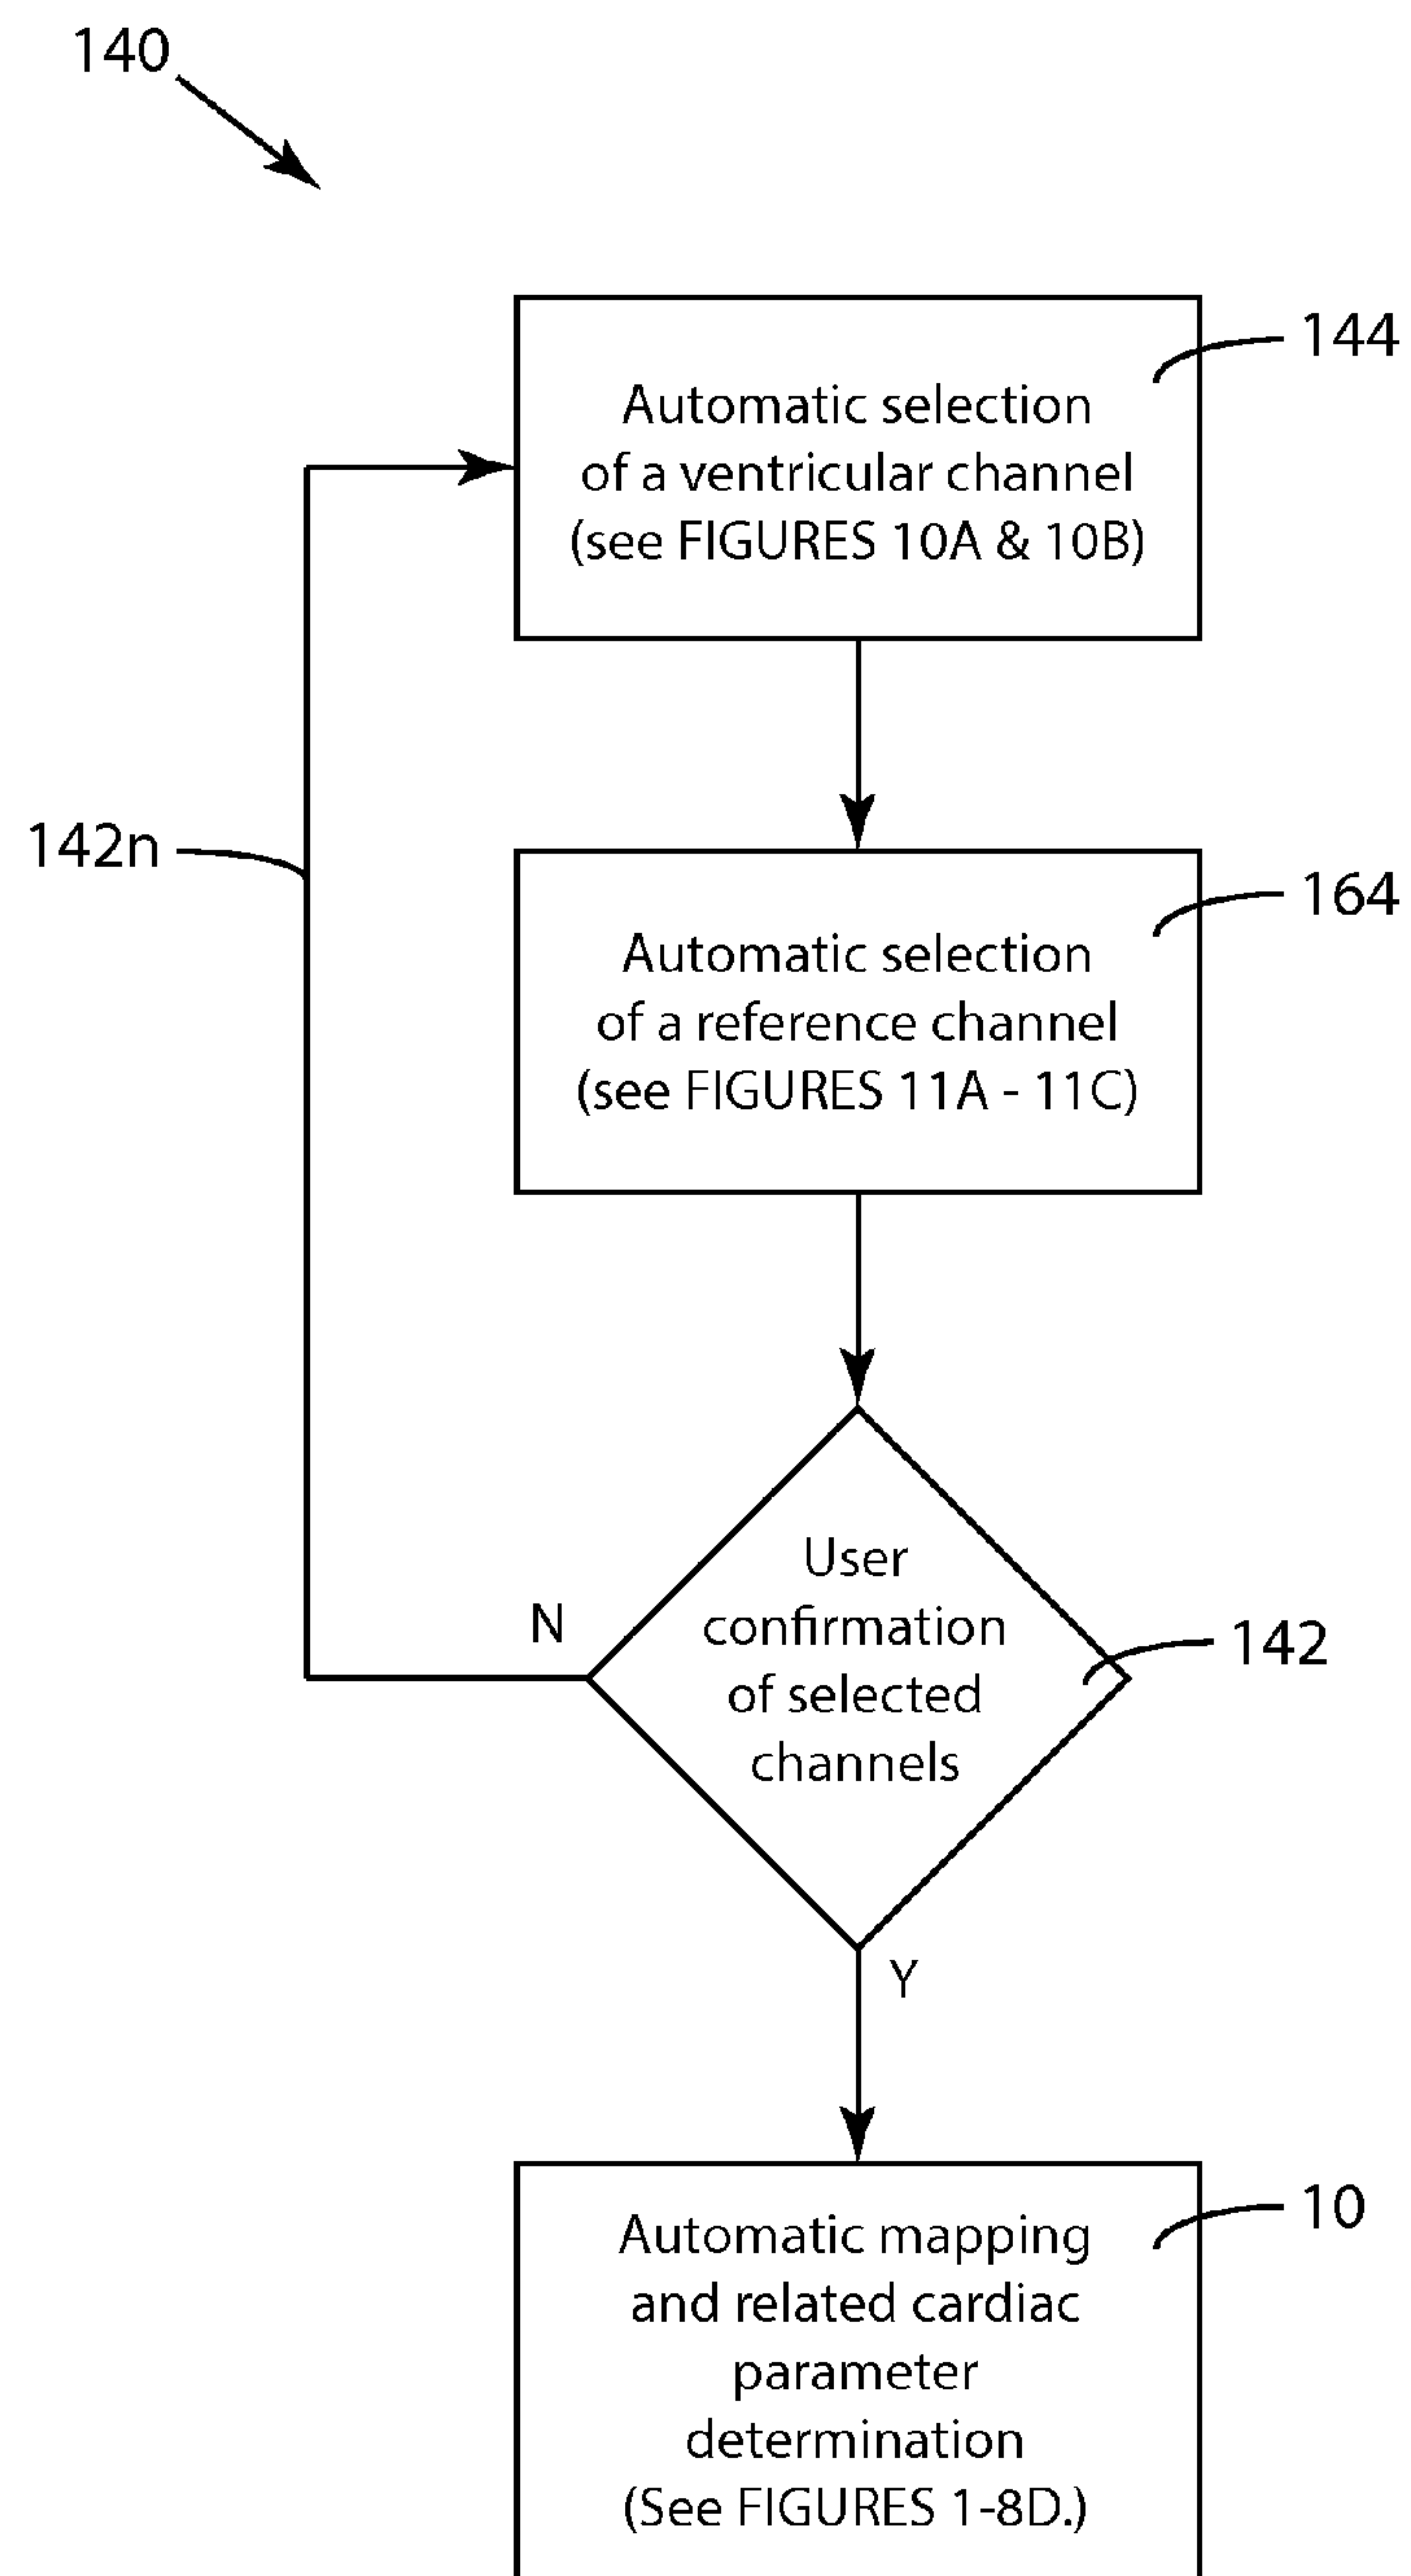 140
144
Automatic selection
of a ventricular channel
(see FIGURES 10A & 10B)
142n
164
Automatic selection
of a reference channel
(see FIGURES 11A - 11C)
User
confirmation
of selected
channels
N
142
Y
10
Automatic mapping
and related cardiac
parameter
determination
(See FIGURES 1-8D.)